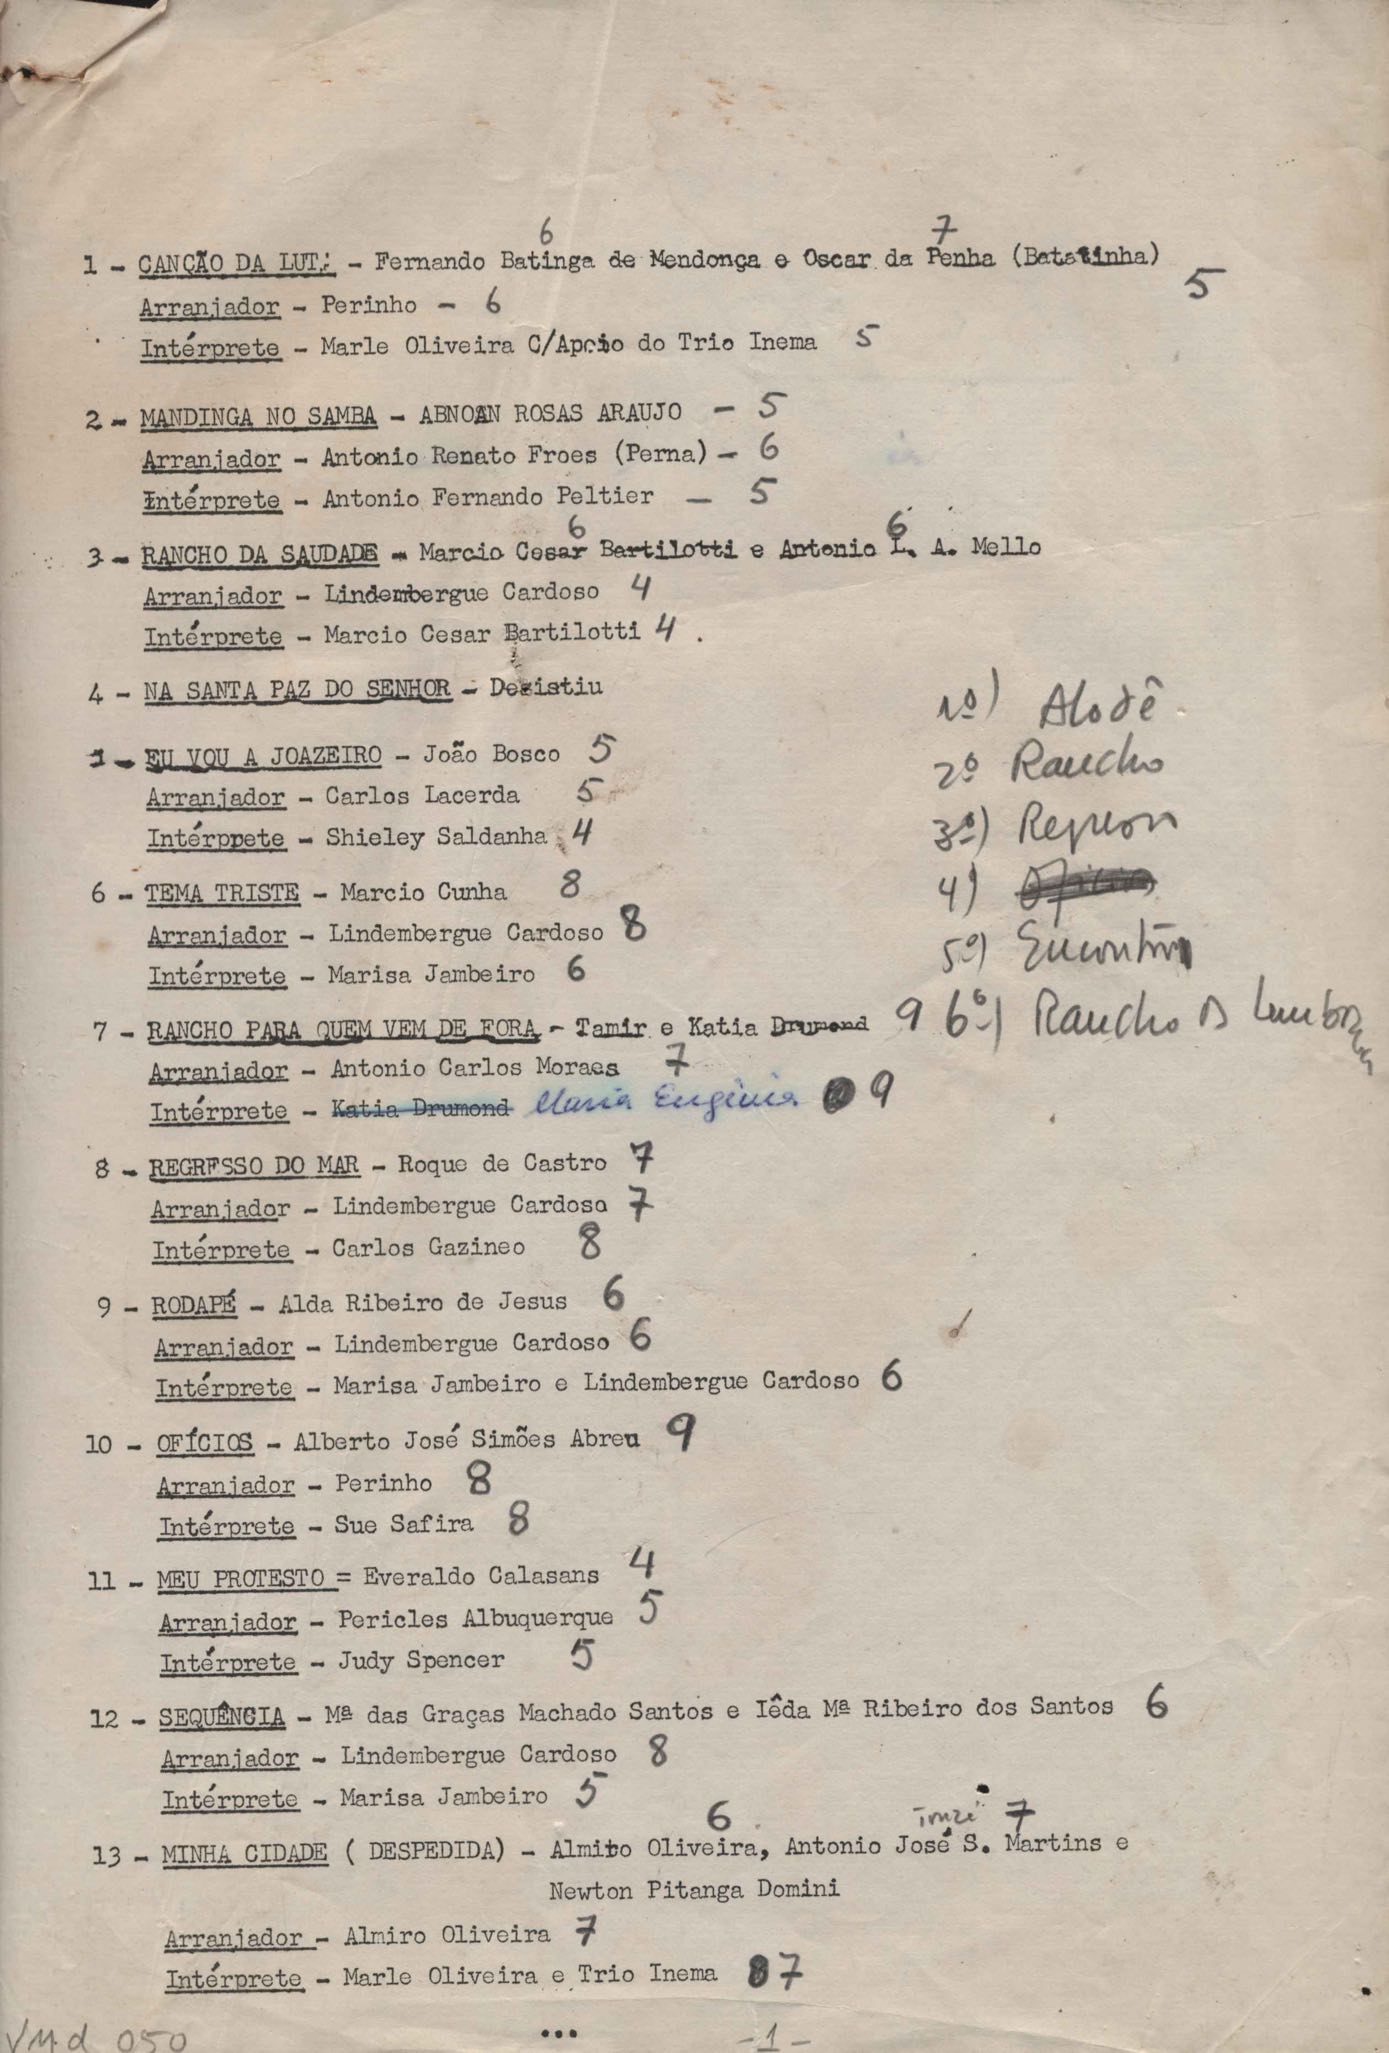 6 7
1 - CANÇÃO DA LUTA - Fernando Batinga de Mendonça e Oscar da Penha (Batatinha)
5
Arranjador - Perinho - 6
Intérprete - Marle Oliveira C/Apoio do Trio Inema 5
2 - MANDINGA NO SAMBA - ABNOAN ROSAS ARAUJO - 5
Arranjador - Antonio Renato Froes (Perna) - 6
Intérprete - Antonio Fernando Peltier - 5
6 6
3 - RANCHO DA SAUDADE - Marcio Cesar Bartilotti e Antonio L. A. Mello
Arranjador - Lindembergue Cardoso 4
Intérprete - Marcio Cesar Bartilotti 4 .
4 - NA SANTA PAZ DO SENHOR - Desistiu
EU VOU A JOAZEIRO - João Bosco 5
Arranjador - Carlos Lacerda 5
Intérppete - Shieley Saldanha 4
6 - TEMA TRISTE - Marcio Cunha 8
Arranjador - Lindembergue Cardoso 8
Intérprete - Marisa Jambeiro 6
7 - RANCHO PARA QUEM VEM DE FORA - Tamir e Katia Drumond 9
Arranjador - Antonio Carlos Moraes 7
Intérprete - Katia Drumond Maria Eugênia 9
8 - REGRESSO DO MAR - Roque de Castro 7
Arranjador - Lindembergue Cardoso 7
Intérprete - Carlos Gazineo 8
9 - RODAPÉ - Alda Ribeiro de Jesus 6
Arranjador - Lindembergue Cardoso 6
Intérprete - Marisa Jambeiro e Lindembergue Cardoso 6
10 - OFÍCIOS - Alberto José Simões Abreu 9
Arranjador - Perinho 8
Intérprete - Sue Safira 8
11 - MEU PROTESTO = Everaldo Calasans 4
Arranjador - Pericles Albuquerque 5
Intérprete - Judy Spencer 5
12 - SEQUÊNCIA - Mª das Graças Machado Santos e Iêda Mª Ribeiro dos Santos 6
Arranjador - Lindembergue Cardoso 8
Intérprete - Marisa Jambeiro 5
6 7
13 - MINHA CIDADE ( DESPEDIDA) - Almiro Oliveira, Antonio José S. Martins e
Newton Pitanga Domini
Arranjador - Almiro Oliveira 7
Intérprete - Marle Oliveira e Trio Inema 7
...
-1-
VMd 050
1º) Alodê
2º Rancho
3º)
4)
5º)
6º) Rancho